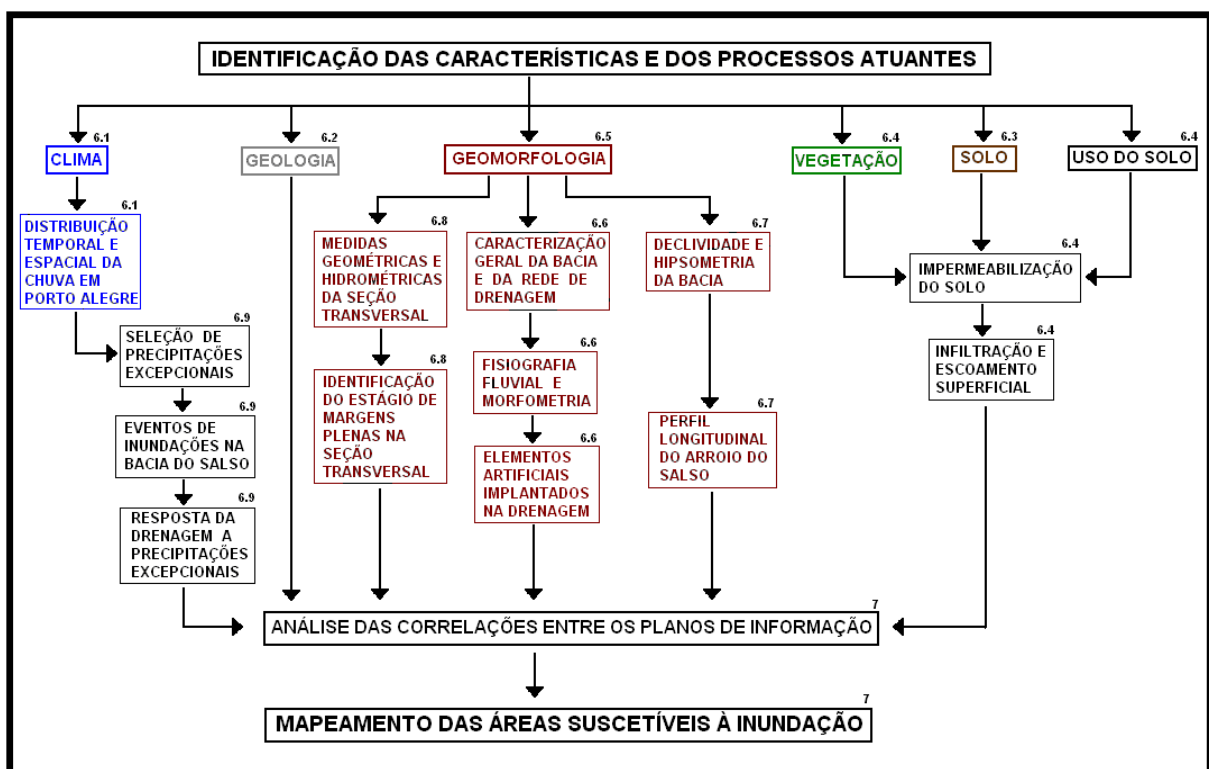 IDENTIFICAÇÃO DAS CARACTERÍSTICAS E DOS PROCESSOS ATUANTES
6.1
CLIMA
6.2
GEOLOGIA
6.5
GEOMORFOLOGIA
6.4
VEGETAÇÃO
6.3
SOLO
6.4
USO DO SOLO
6.1
DISTRIBUIÇÃO
TEMPORAL E
ESPACIAL DA
CHUVA EM
PORTO ALEGRE
6.9
SELEÇÃO DE
PRECIPITAÇÕES
EXCEPCIONAIS
6.9
EVENTOS DE
INUNDAÇÕES NA
BACIA DO SALSO
6.9
RESPOSTA DA
DRENAGEM A
PRECIPITAÇÕES
EXCEPCIONAIS
6.8
MEDIDAS
GEOMÉTRICAS E
HIDROMÉTRICAS
DA SEÇÃO
TRANSVERSAL
6.8
IDENTIFICAÇÃO
DO ESTÁGIO DE
MARGENS
PLENAS NA
SEÇÃO
TRANSVERSAL
6.6
CARACTERIZAÇÃO
GERAL DA BACIA
E DA REDE DE
DRENAGEM
6.6
FISIOGRAFIA
FLUVIAL E
MORFOMETRIA
6.6
ELEMENTOS
ARTIFICIAIS
IMPLANTADOS
NA DRENAGEM
6.7
DECLIVIDADE E
HIPSOMETRIA
DA BACIA
6.7
PERFIL
LONGITUDINAL
DO ARROIO DO
SALSO
6.4
IMPERMEABILIZAÇÃO
DO SOLO
6.4
INFILTRAÇÃO E
ESCOAMENTO
SUPERFICIAL
7
ANÁLISE DAS CORRELAÇÕES ENTRE OS PLANOS DE INFORMAÇÃO
7
MAPEAMENTO DAS ÁREAS SUSCETÍVEIS À INUNDAÇÃO